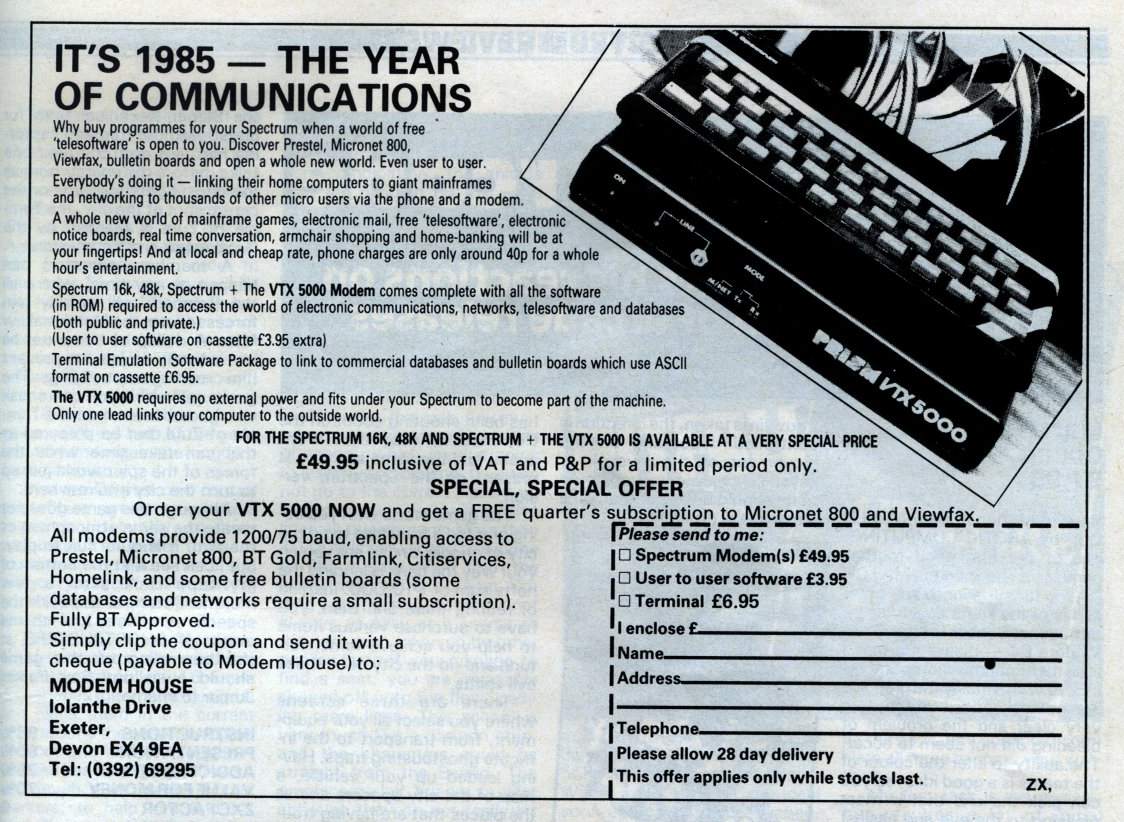 IT'S 1985 — THE YEAR
OF COMMUNICATIONS
Why buy programmes for your Spectrum when a world of free
'telesoftware' is open to you. Discover Prestel, Micronet 800,
Viewfax, bulletin boards and open a whole new world. Even user to user.
Everybody's doing it — linking their home computers to giant mainframes
and networking to thousands of other micro users via the phone and a modem.
A whole new world of mainframe games, electronic mail, free 'telesoftware', electronic
notice boards, real time conversation, armchair shopping and home-banking will be at
your fingertips! And at local and cheap rate, phone charges are only around 40p for a whole
hour's entertainment.
Spectrum 16k, 48k, Spectrum + The VTX 5000 Modem comes complete with all the software
(in ROM) required to access the world of electronic communications, networks, telesoftware and databases
(both public and private.)
(User to user software on cassette £3.95 extra)
Terminal Emulation Software Package to link to commercial databases and bulletin boards which use ASCII
format on cassette £6.95.
The VTX 5000 requires no external power and fits under your Spectrum to become part of the machine.
Only one lead links your computer to the outside world.
ON
LINE
MODE
M/NET Tx
Rx
PRISM VTX5000
FOR THE SPECTRUM 16K, 48K AND SPECTRUM + THE VTX 5000 IS AVAILABLE AT A VERY SPECIAL PRICE
£49.95 inclusive of VAT and P&P for a limited period only.
SPECIAL, SPECIAL OFFER
Order your VTX 5000 NOW and get a FREE quarter's subscription to Micronet 800 and Viewfax.
All modems provide 1200/75 baud, enabling access to
Prestel, Micronet 800, BT Gold, Farmlink, Citiservices,
Homelink, and some free bulletin boards (some
databases and networks require a small subscription).
Fully BT Approved.
Simply clip the coupon and send it with a
cheque (payable to Modem House) to:
MODEM HOUSE
Iolanthe Drive
Exeter,
Devon EX4 9EA
Tel: (0392) 69295
Please send to me:
□ Spectrum Modem(s) £49.95
□ User to user software £3.95
□ Terminal £6.95
I enclose £
Name
Address
Telephone
Please allow 28 day delivery
This offer applies only while stocks last.
ZX,